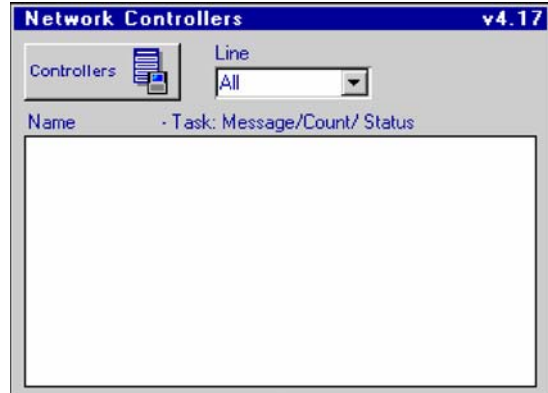 Network Controllers v4.17
Controllers
Line
All
Name - Task: Message/Count/ Status